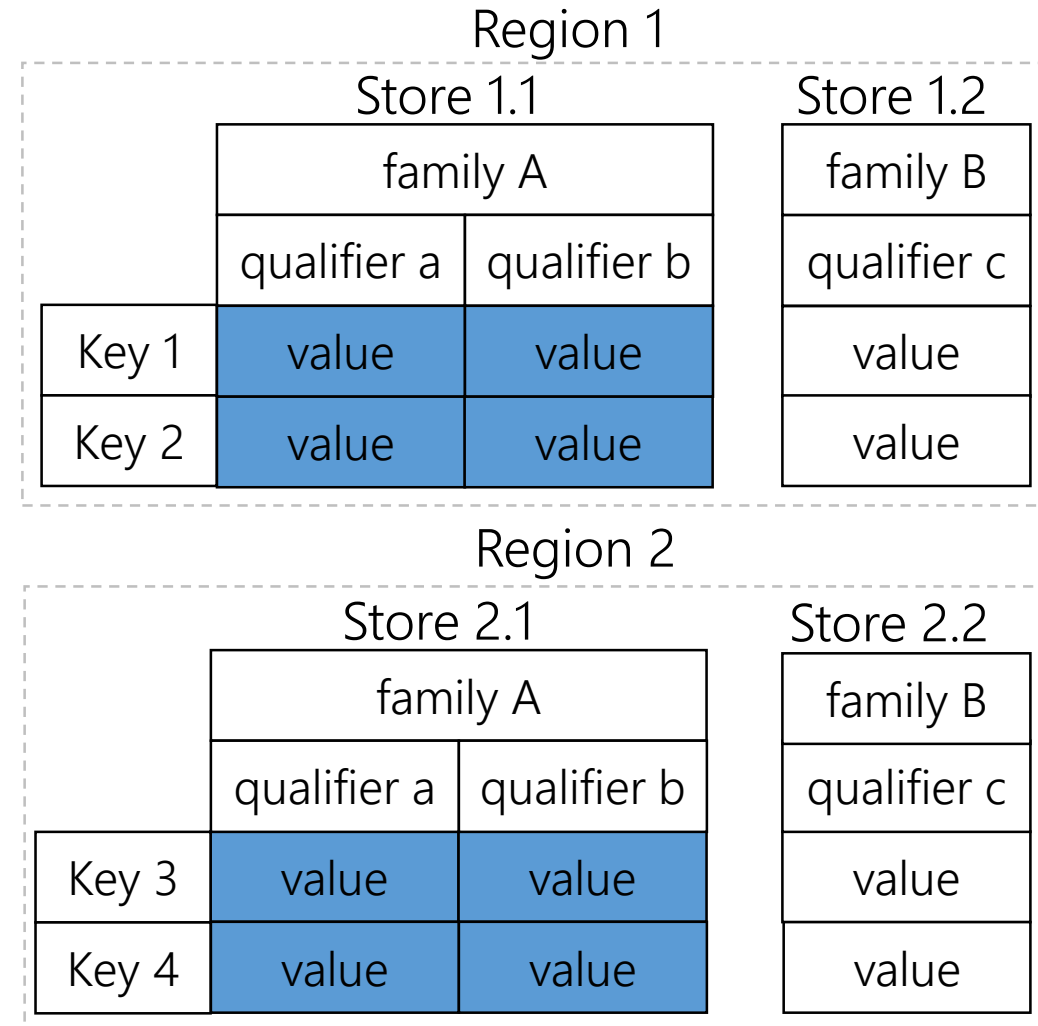 Region 1
Store 1.1 Store 1.2
family A family B
qualifier a qualifier b qualifier c
Key 1 value value value
Key 2 value value value
Region 2
Store 2.1 Store 2.2
family A family B
qualifier a qualifier b qualifier c
Key 3 value value value
Key 4 value value value